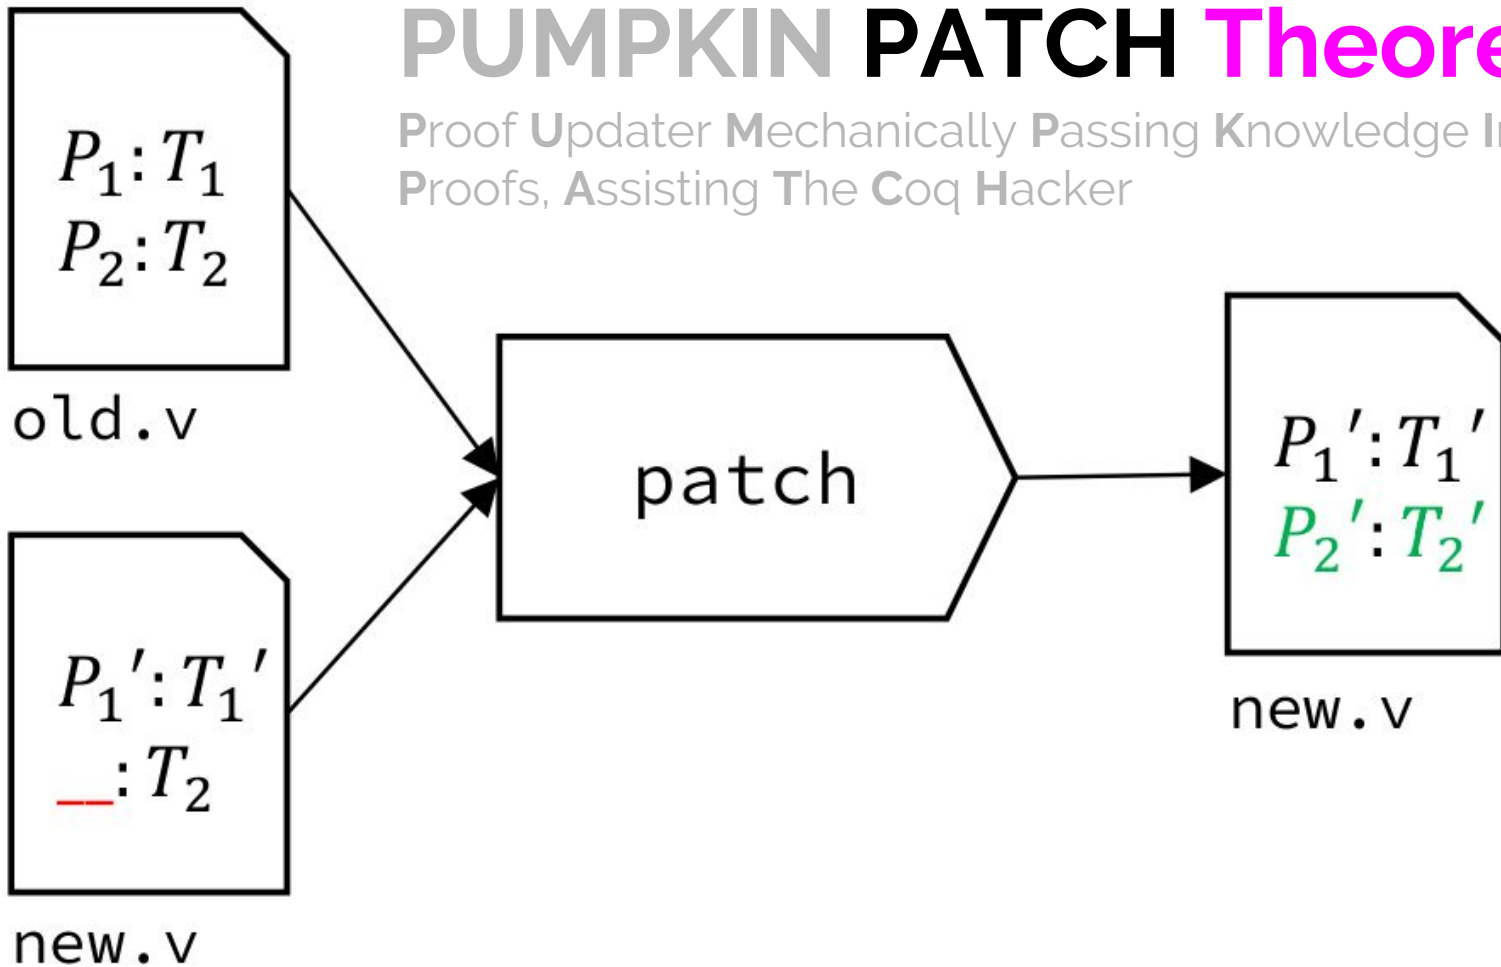 PUMPKIN PATCH Theore
Proof Updater Mechanically Passing Knowledge I
Proofs, Assisting The Coq Hacker
P₁:T₁
P₂:T₂
old.v
patch
P₁′:T₁′
__:T₂
new.v
P₁′:T₁′
P₂′:T₂′
new.v